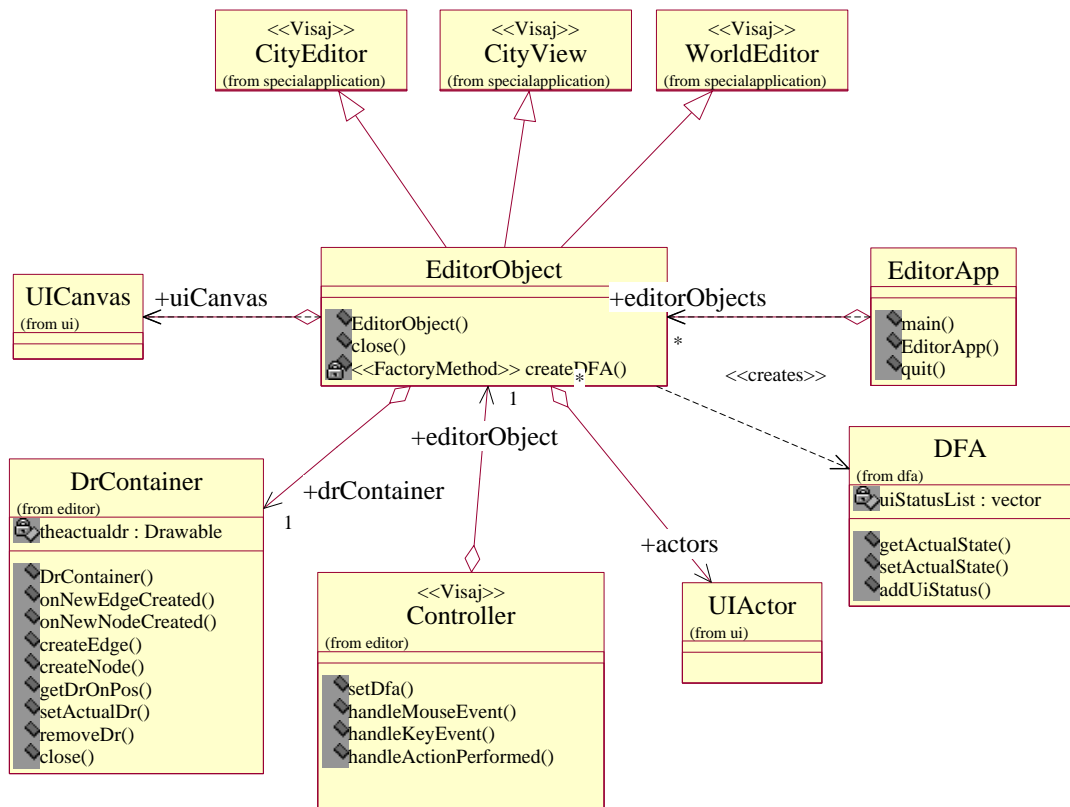 <<Visaj>>
CityEditor
(from specialapplication)
<<Visaj>>
CityView
(from specialapplication)
<<Visaj>>
WorldEditor
(from specialapplication)
UICanvas
(from ui)
+uiCanvas
EditorObject
EditorObject()
close()
<<FactoryMethod>> createDFA()
+editorObjects
*
EditorApp
main()
EditorApp()
quit()
<<creates>>
*
1
+editorObject
+drContainer
1
+actors
DrContainer
(from editor)
theactualdr : Drawable
DrContainer()
onNewEdgeCreated()
onNewNodeCreated()
createEdge()
createNode()
getDrOnPos()
setActualDr()
removeDr()
close()
<<Visaj>>
Controller
(from editor)
setDfa()
handleMouseEvent()
handleKeyEvent()
handleActionPerformed()
UIActor
(from ui)
DFA
(from dfa)
uiStatusList : vector
getActualState()
setActualState()
addUiStatus()